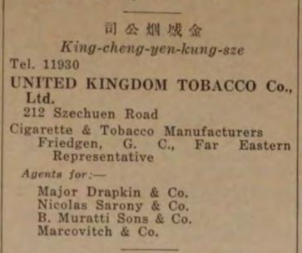 司公烟城金
King-cheng-yen-kung-sze
Tel. 11930
UNITED KINGDOM TOBACCO Co.,
Ltd.
212 Szechuen Road
Cigarette & Tobacco Manufacturers
Friedgen, G. C., Far Eastern
Representative
Agents for:—
Major Drapkin & Co.
Nicolas Sarony & Co.
B. Muratti Sons & Co.
Marcovitch & Co.